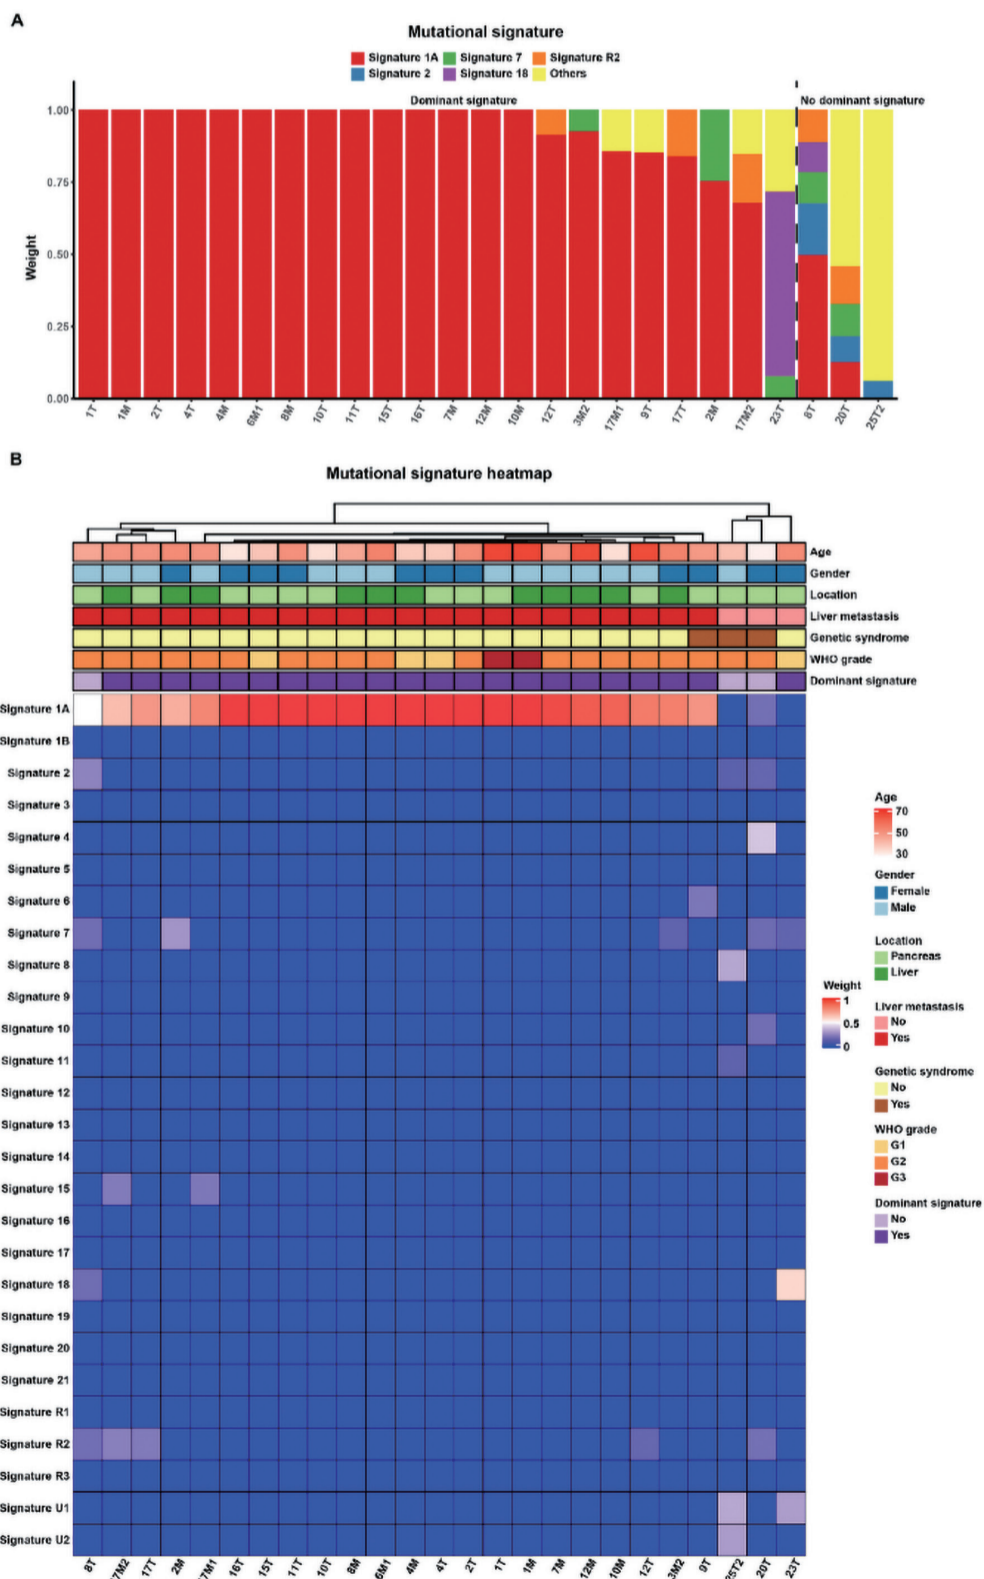 A
Mutational signature
Signature 1A Signature 7 Signature R2
Signature 2 Signature 18 Others
Dominant signature No dominant signature
Weight
1.00
0.75
0.50
0.25
0.00
1T 1M 2T 4T 4M 6M1 8M 10T 11T 15T 16T 7M 12M 10M 12T 3M2 17M1 9T 17T 2M 17M2 23T 8T 20T 25T2
B
Mutational signature heatmap
Age
Gender
Location
Liver metastasis
Genetic syndrome
WHO grade
Dominant signature
Signature 1A
Signature 1B
Signature 2
Signature 3
Signature 4
Signature 5
Signature 6
Signature 7
Signature 8
Signature 9
Signature 10
Signature 11
Signature 12
Signature 13
Signature 14
Signature 15
Signature 16
Signature 17
Signature 18
Signature 19
Signature 20
Signature 21
Signature R1
Signature R2
Signature R3
Signature U1
Signature U2
8T 7M2 17T 2M 7M1 16T 15T 11T 10T 8M 6M1 4M 4T 2T 1T 1M 7M 12M 10M 12T 3M2 9T 25T2 20T 23T
Weight
1
0.5
0
Age
70
50
30
Gender
Female
Male
Location
Pancreas
Liver
Liver metastasis
No
Yes
Genetic syndrome
No
Yes
WHO grade
G1
G2
G3
Dominant signature
No
Yes